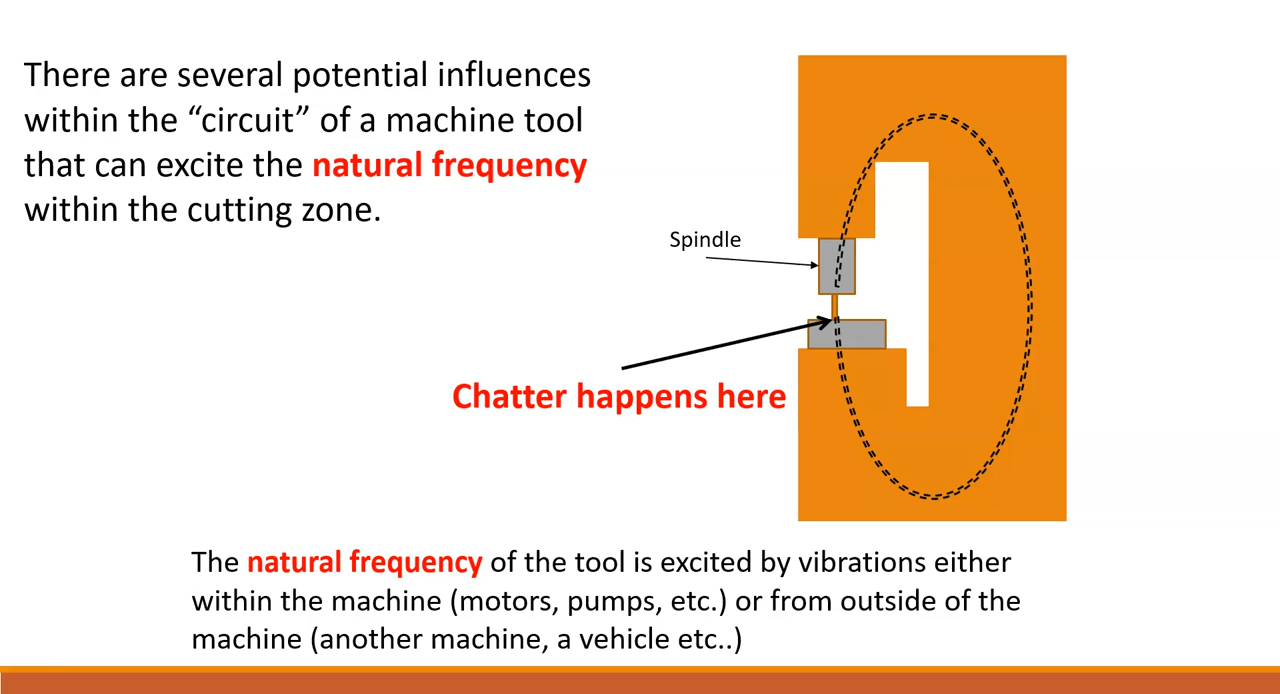 There are several potential influences
within the “circuit” of a machine tool
that can excite the natural frequency
within the cutting zone.
Spindle
Chatter happens here
The natural frequency of the tool is excited by vibrations either
within the machine (motors, pumps, etc.) or from outside of the
machine (another machine, a vehicle etc..)